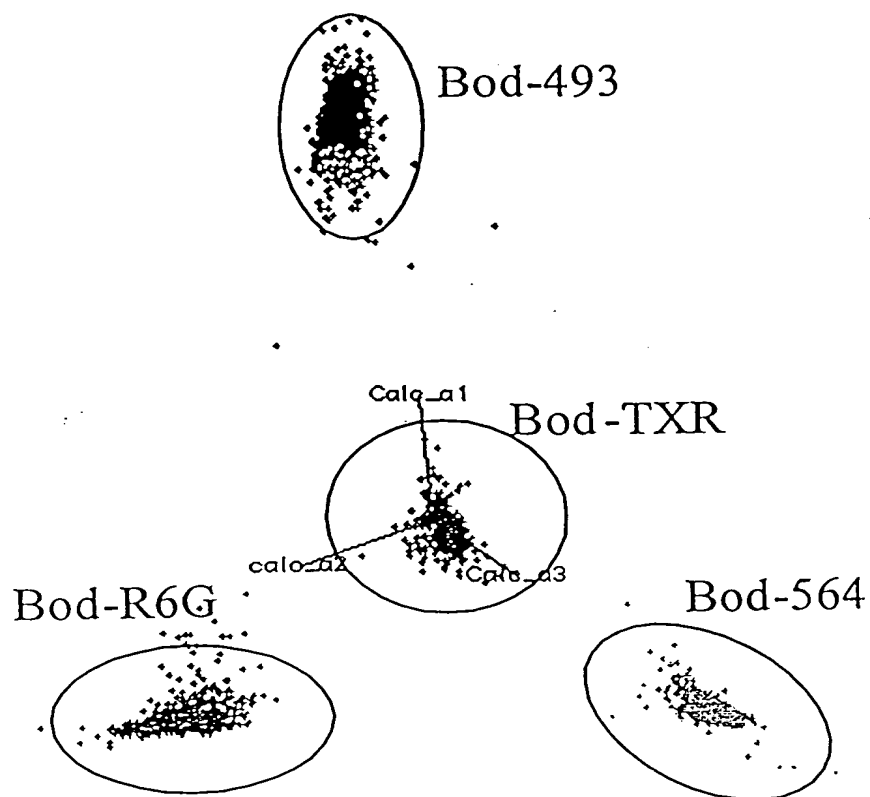 Bod-493
Calc_a1
Bod-TXR
calc_a2
Calc_a3
Bod-R6G
Bod-564